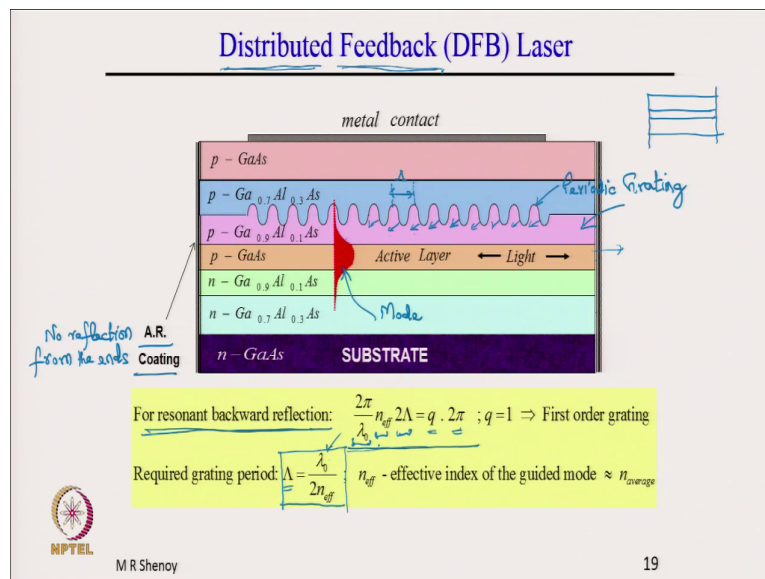 Distributed Feedback (DFB) Laser
metal contact
p - GaAs
p - Ga 0.7 Al 0.3 As
Λ
Periodic Grating
p - Ga 0.9 Al 0.1 As
p - GaAs Active Layer Light
n - Ga 0.9 Al 0.1 As
n - Ga 0.7 Al 0.3 As
Mode
No reflection from the ends
A.R. Coating
n - GaAs SUBSTRATE
For resonant backward reflection: 2π/λ0 neff 2Λ = q . 2π ; q = 1 ⇒ First order grating
Required grating period: Λ = λ0/2neff ; neff - effective index of the guided mode ≈ naverage
NPTEL
M R Shenoy
19